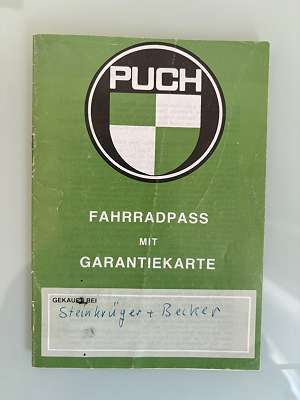 PUCH
FAHRRADPASS
MIT
GARANTIEKARTE
GEKAUFT BEI
Steinkrüger + Becker